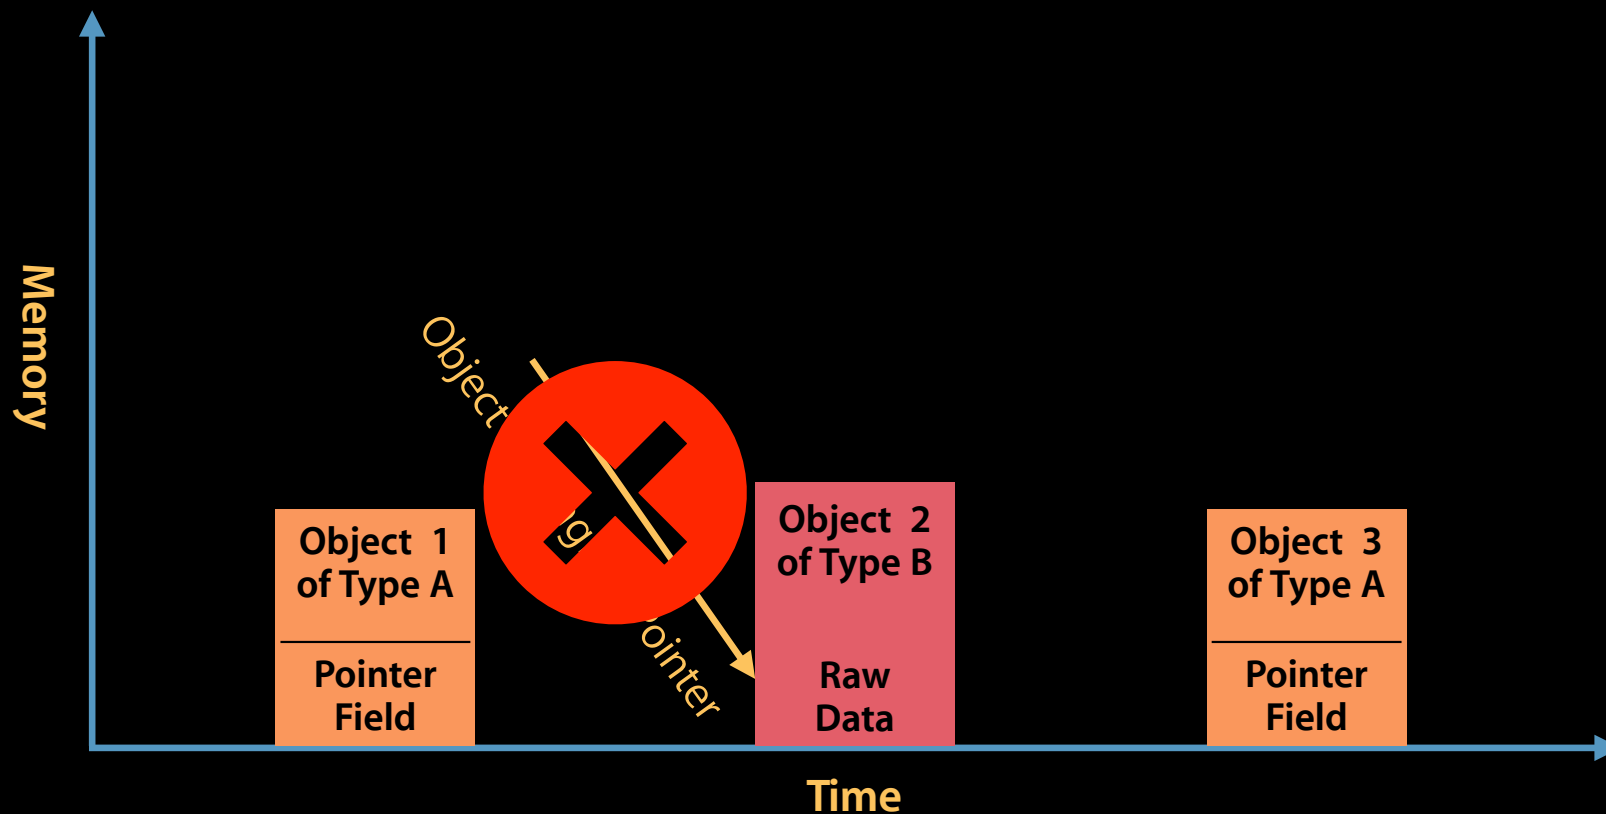 Memory
Object
ng
ointer
Object 1
of Type A
Pointer
Field
Object 2
of Type B
Raw
Data
Object 3
of Type A
Pointer
Field
Time